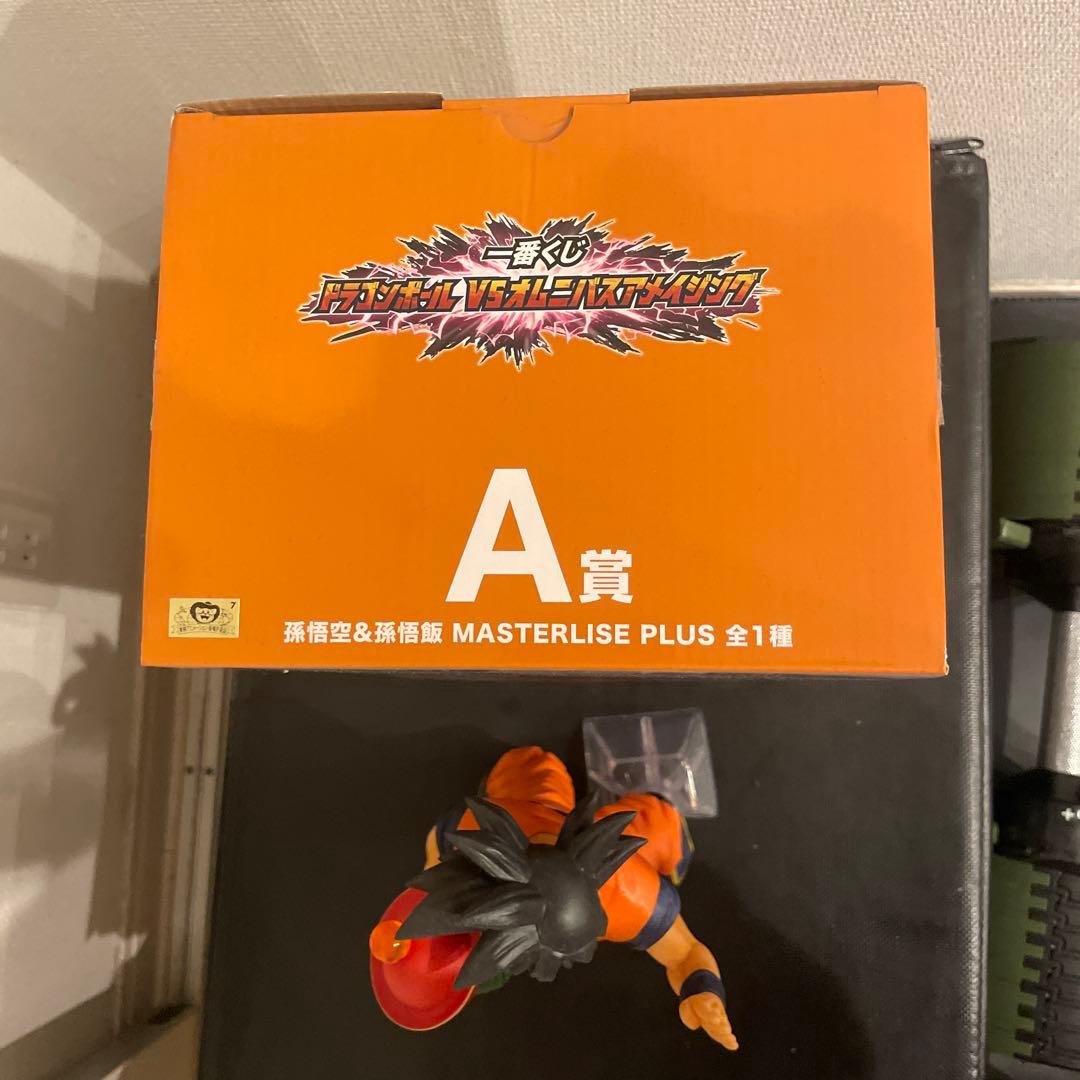 一番くじ
ドラゴンボール VSオムニバスアメイジング
A賞
7
孫悟空&孫悟飯 MASTERLISE PLUS 全1種